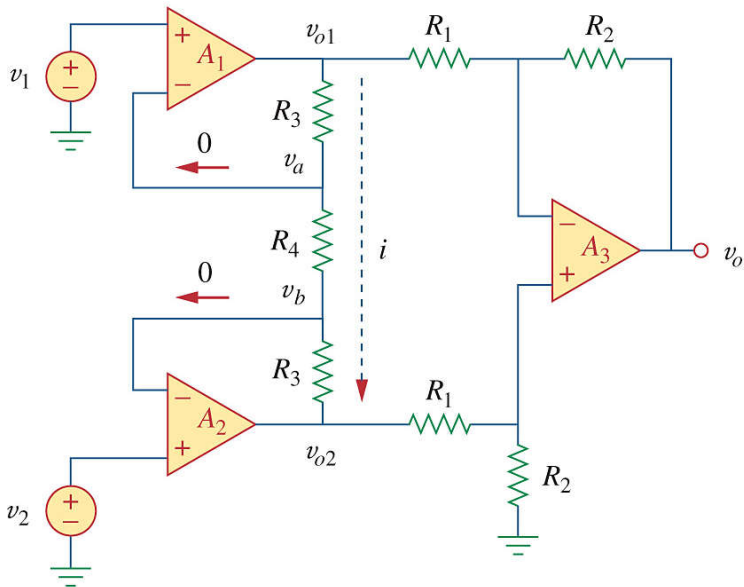 v1
+
−
+
−
A1
vo1
R1
R2
R3
0
va
R4
i
0
vb
R3
−
+
A3
vo
−
+
A2
vo2
R1
R2
v2
+
−